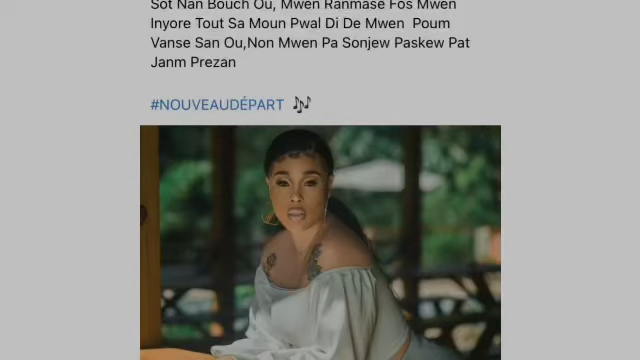 Sot Nan Bouch Ou, Mwen Ranmase Fòs Mwen
Inyore Tout Sa Moun Pwal Di De Mwen Poum
Vanse San Ou,Non Mwen Pa Sonjew Paskew Pat
Janm Prezan
#NOUVEAUDÉPART 🎶